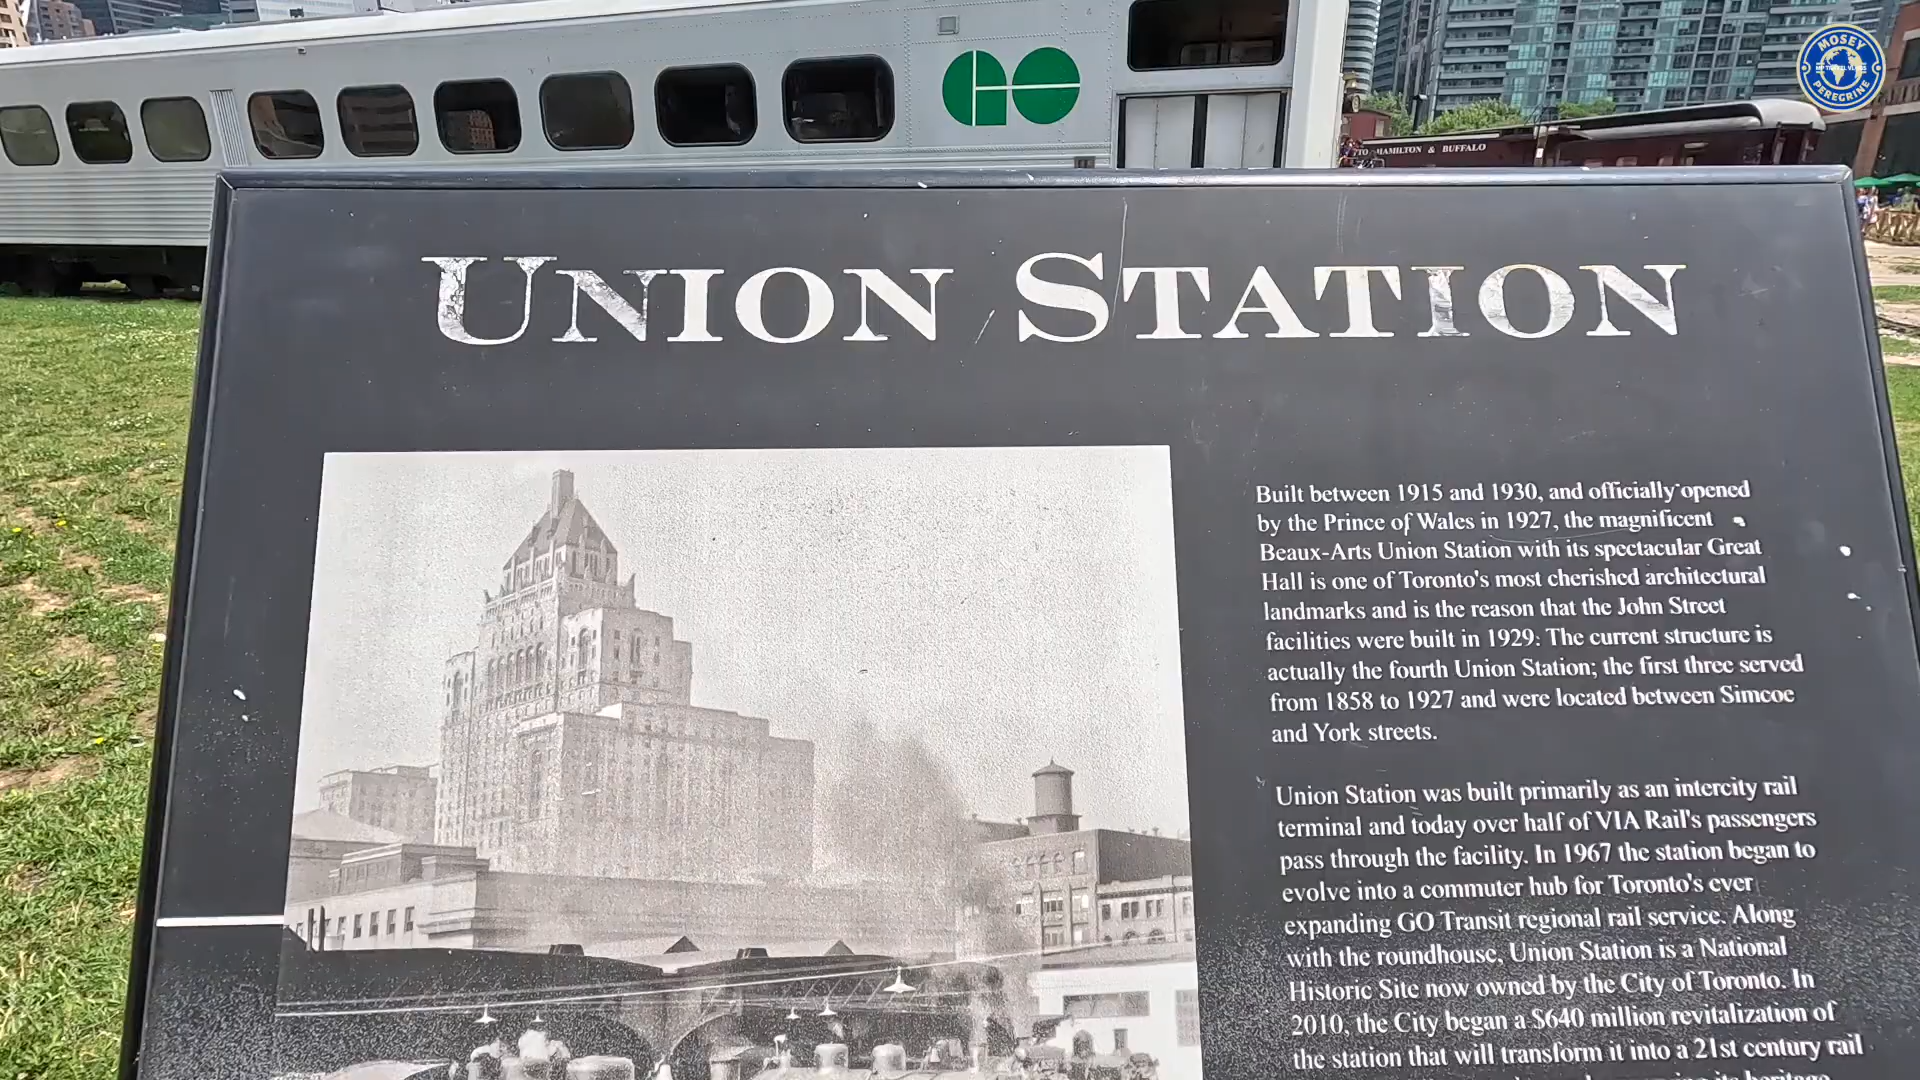 MOSEY
PEREGRINE
GO
TO HAMILTON & BUFFALO
UNION STATION
Built between 1915 and 1930, and officially opened
by the Prince of Wales in 1927, the magnificent
Beaux-Arts Union Station with its spectacular Great
Hall is one of Toronto's most cherished architectural
landmarks and is the reason that the John Street
facilities were built in 1929. The current structure is
actually the fourth Union Station; the first three served
from 1858 to 1927 and were located between Simcoe
and York streets.
Union Station was built primarily as an intercity rail
terminal and today over half of VIA Rail's passengers
pass through the facility. In 1967 the station began to
evolve into a commuter hub for Toronto's ever
expanding GO Transit regional rail service. Along
with the roundhouse, Union Station is a National
Historic Site now owned by the City of Toronto. In
2010, the City began a $640 million revitalization of
the station that will transform it into a 21st century rail
its heritage